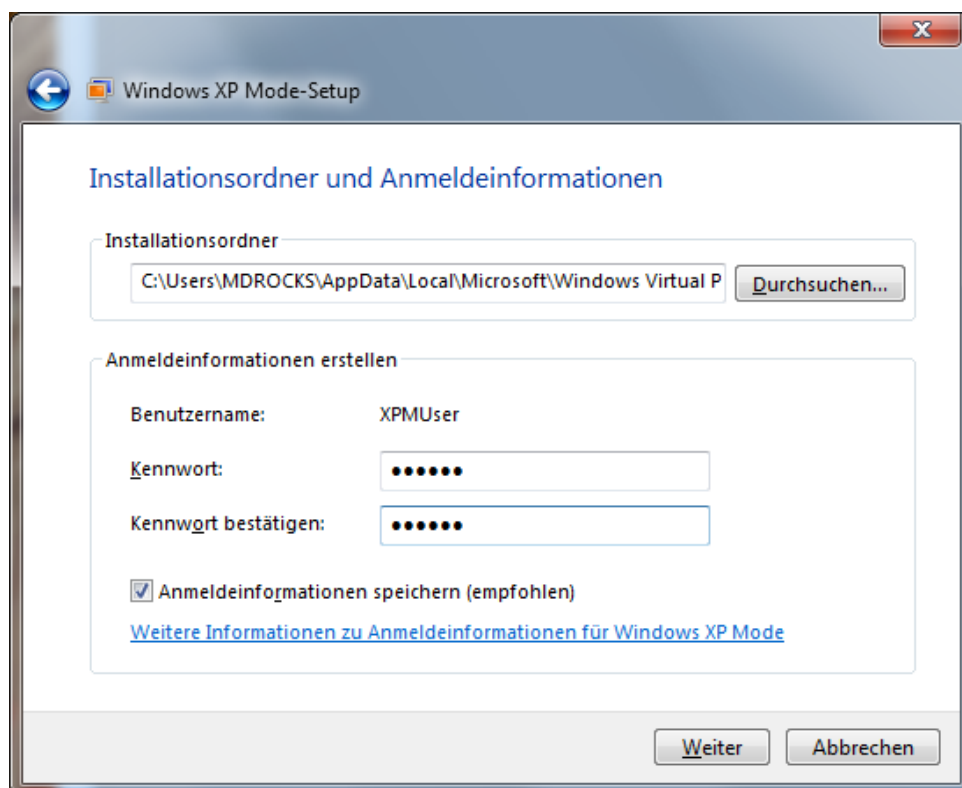 Windows XP Mode-Setup
Installationsordner und Anmeldeinformationen
Installationsordner
C:\Users\MDROCKS\AppData\Local\Microsoft\Windows Virtual P
Durchsuchen...
Anmeldeinformationen erstellen
Benutzername: XPMUser
Kennwort: ●●●●●●
Kennwort bestätigen: ●●●●●●
Anmeldeinformationen speichern (empfohlen)
Weitere Informationen zu Anmeldeinformationen für Windows XP Mode
Weiter Abbrechen